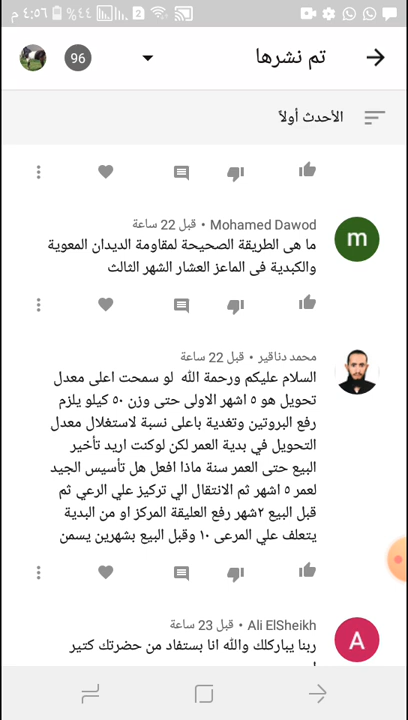 ٤:٥٦ م ٤٤% 2
تم نشرها 96
الأحدث أولاً
Mohamed Dawod • قبل 22 ساعة
m
ما هى الطريقة الصحيحة لمقاومة الديدان المعوية
والكبدية فى الماعز العشار الشهر الثالث
محمد دناقير • قبل 22 ساعة
السلام عليكم ورحمة الله لو سمحت اعلى معدل
تحويل هو ٥ اشهر الاولى حتى وزن ٥٠ كيلو يلزم
رفع البروتين وتغدية باعلى نسبة لاستغلال معدل
التحويل في بدية العمر لكن لوكنت اريد تأخير
البيع حتى العمر سنة ماذا افعل هل تأسيس الجيد
لعمر ٥ اشهر ثم الانتقال الي تركيز علي الرعي ثم
قبل البيع ٢شهر رفع العليقة المركز او من البدية
يتعلف علي المرعى ١٠ وقبل البيع بشهرين يسمن
Ali ElSheikh • قبل 23 ساعة
A
ربنا يباركلك والله انا بستفاد من حضرتك كتير